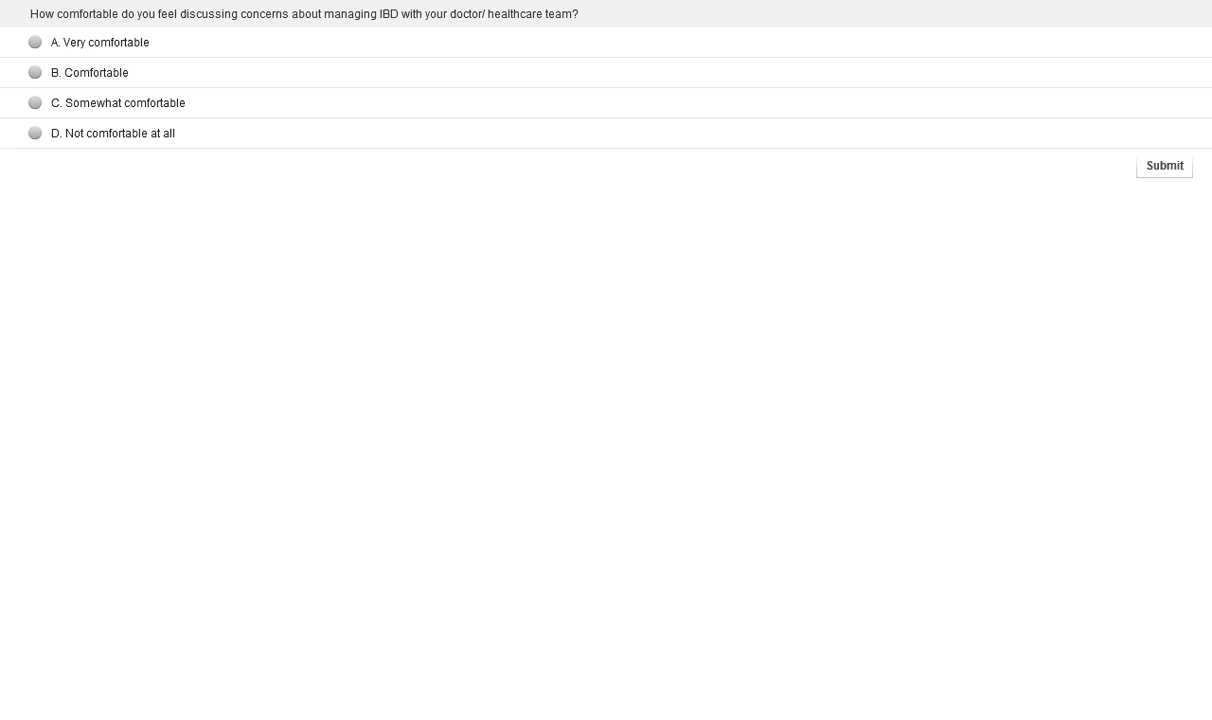 How comfortable do you feel discussing concerns about managing IBD with your doctor/ healthcare team?
A. Very comfortable
B. Comfortable
C. Somewhat comfortable
D. Not comfortable at all
Submit